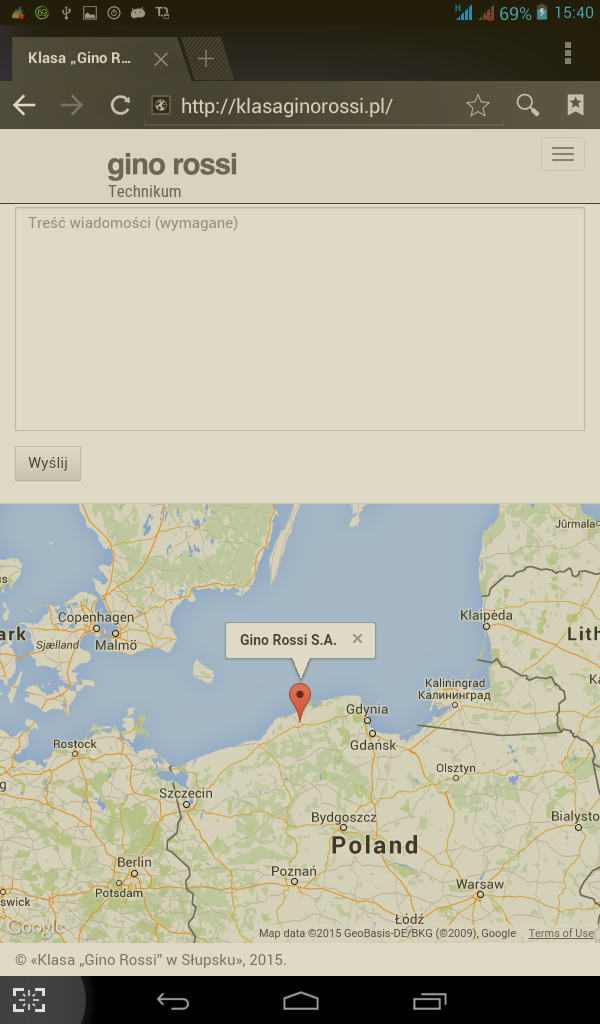 69
69% 15:40
H
Klasa „Gino R...
http://klasaginorossi.pl/
gino rossi
Technikum
Treść wiadomości (wymagane)
Wyślij
Jūrmala
Copenhagen
Klaipėda
ark
Sjælland
Malmö
Gino Rossi S.A.
Lith
Kaliningrad
Калининград
Gdynia
Rostock
Gdańsk
Olsztyn
Szczecin
Bydgoszcz
Białysto
Poland
Berlin
Poznań
Potsdam
Warsaw
swick
Łódź
Google
Map data ©2015 GeoBasis-DE/BKG (©2009), Google Terms of Use
© «Klasa „Gino Rossi” w Słupsku», 2015.